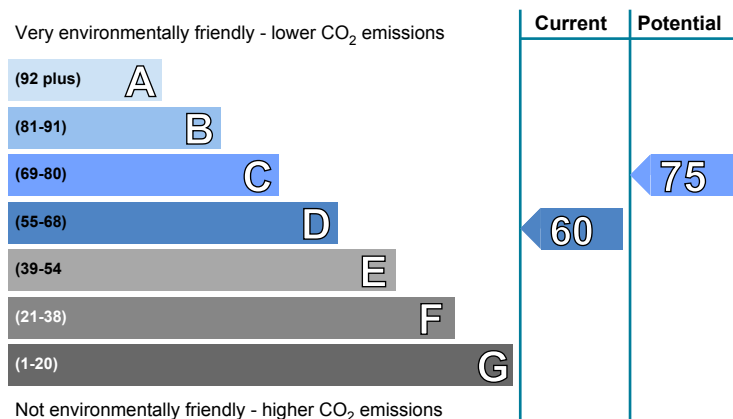 Very environmentally friendly - lower CO2 emissions
Current
Potential
(92 plus) A
(81-91) B
(69-80) C
75
(55-68) D
60
(39-54 E
(21-38) F
(1-20) G
Not environmentally friendly - higher CO2 emissions